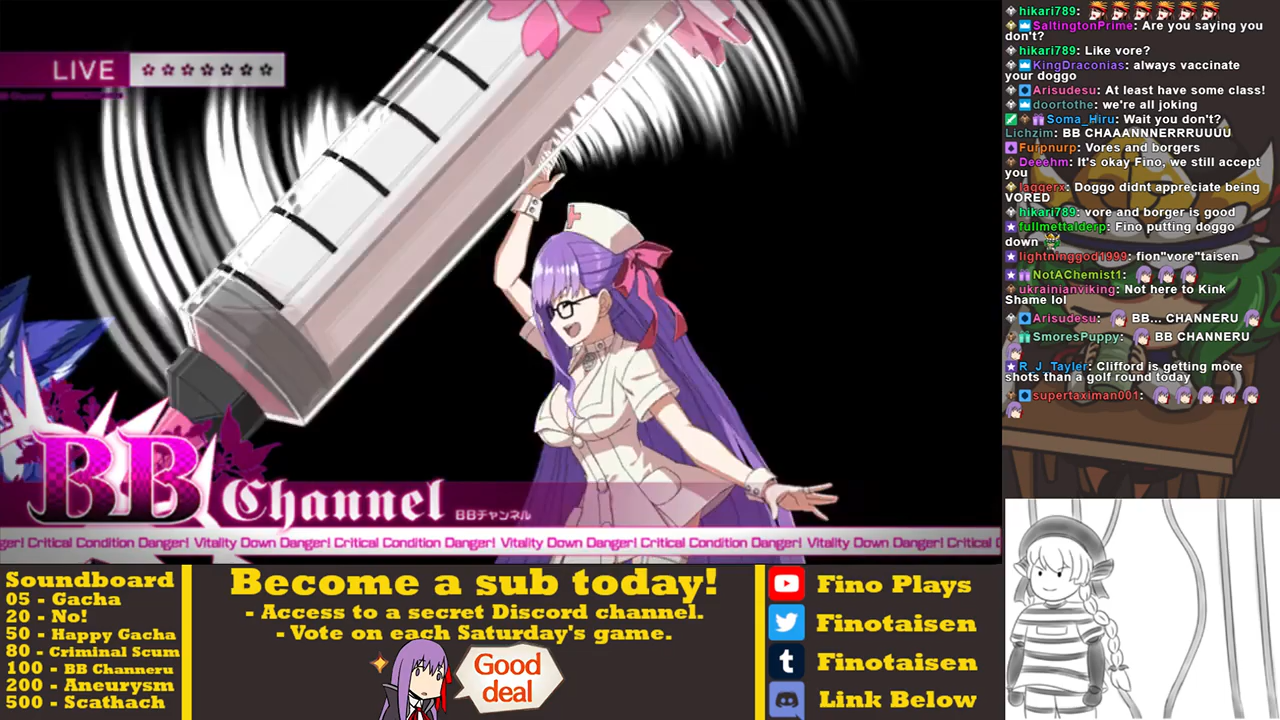 LIVE
BB Channel BBチャンネル
ger! Critical Condition Danger! Vitality Down Danger! Critical Condition Danger! Vitality Down Danger! Critical Condition Danger! Vitality Down Danger! Critical C
Soundboard
05 - Gacha
20 - No!
50 - Happy Gacha
80 - Criminal Scum
100 - BB Channeru
200 - Aneurysm
500 - Scathach
Become a sub today!
- Access to a secret Discord channel.
- Vote on each Saturday's game.
Good
deal
Fino Plays
Finotaisen
Finotaisen
Link Below
hikari789:
SaltingtonPrime: Are you saying you
don't?
hikari789: Like vore?
KingDraconias: always vaccinate
your doggo
Arisudesu: At least have some class!
doortothe: we're all joking
Soma_Hiru: Wait you don't?
Lichzim: BB CHAAANNNERRRUUUU
Furpnurp: Vores and borgers
Deeehm: It's okay Fino, we still accept
you
jaggerx: Doggo didnt appreciate being
VORED
hikari789: vore and borger is good
fullmettalderp: Fino putting doggo
down
lightninggod1999: fion"vore"taisen
NotAChemist1:
ukrainianviking: Not here to Kink
Shame lol
Arisudesu: BB... CHANNERU
SmoresPuppy: BB CHANNERU
R_J_Tayler: Clifford is getting more
shots than a golf round today
supertaximan001: